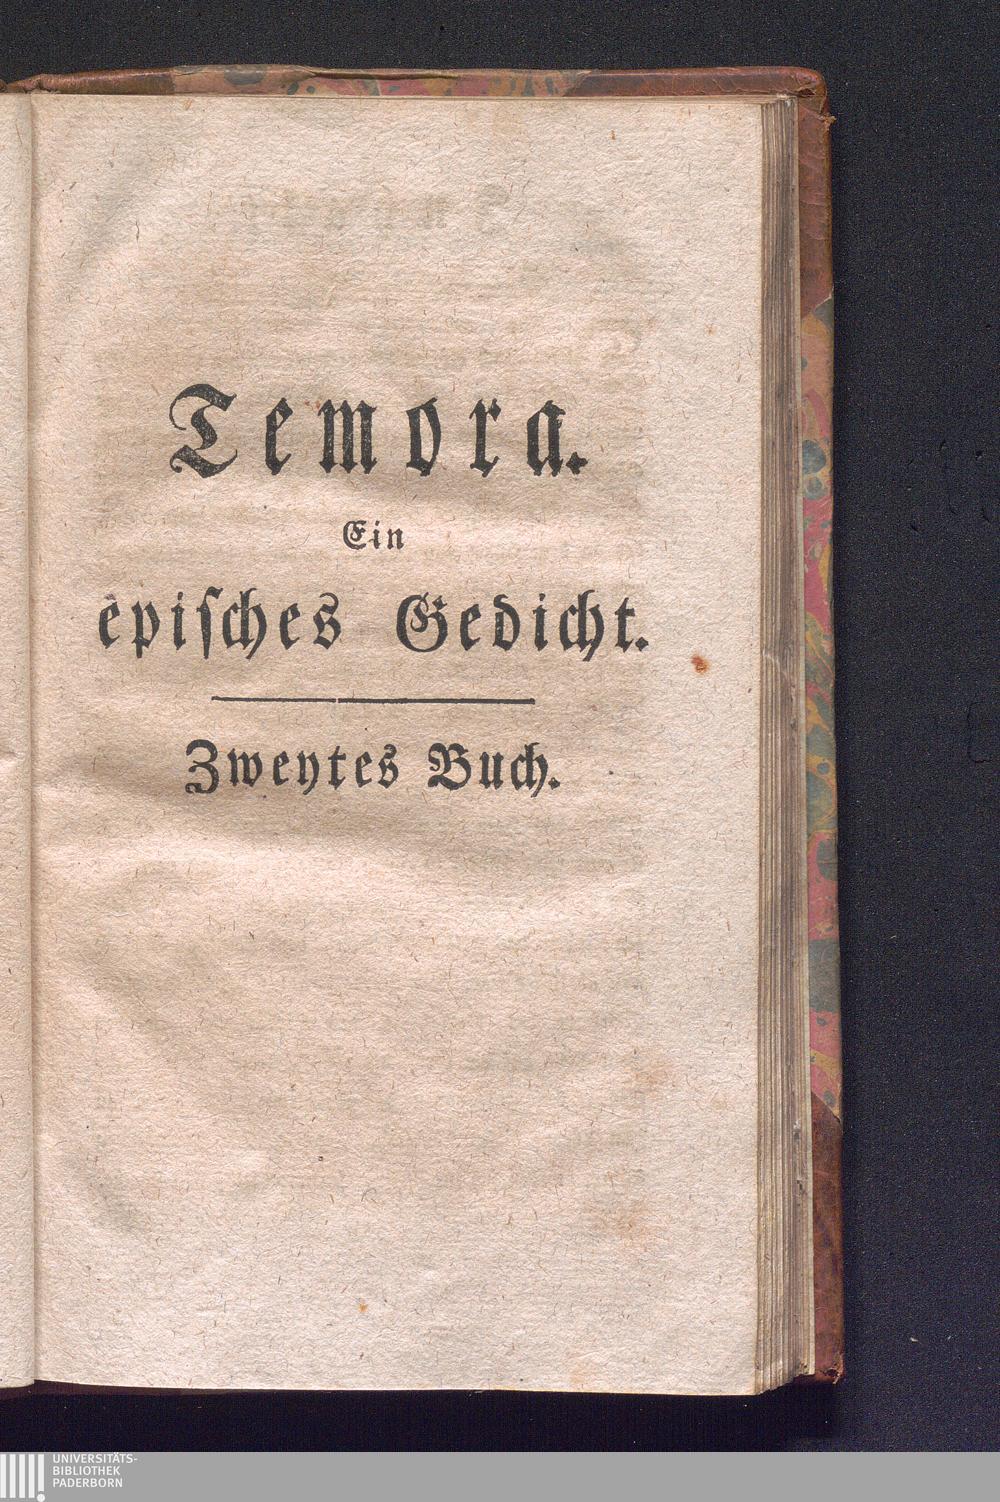 Temora.
Ein
epiſches Gedicht.
Zweytes Buch.
UNIVERSITÄTS-
BIBLIOTHEK
PADERBORN